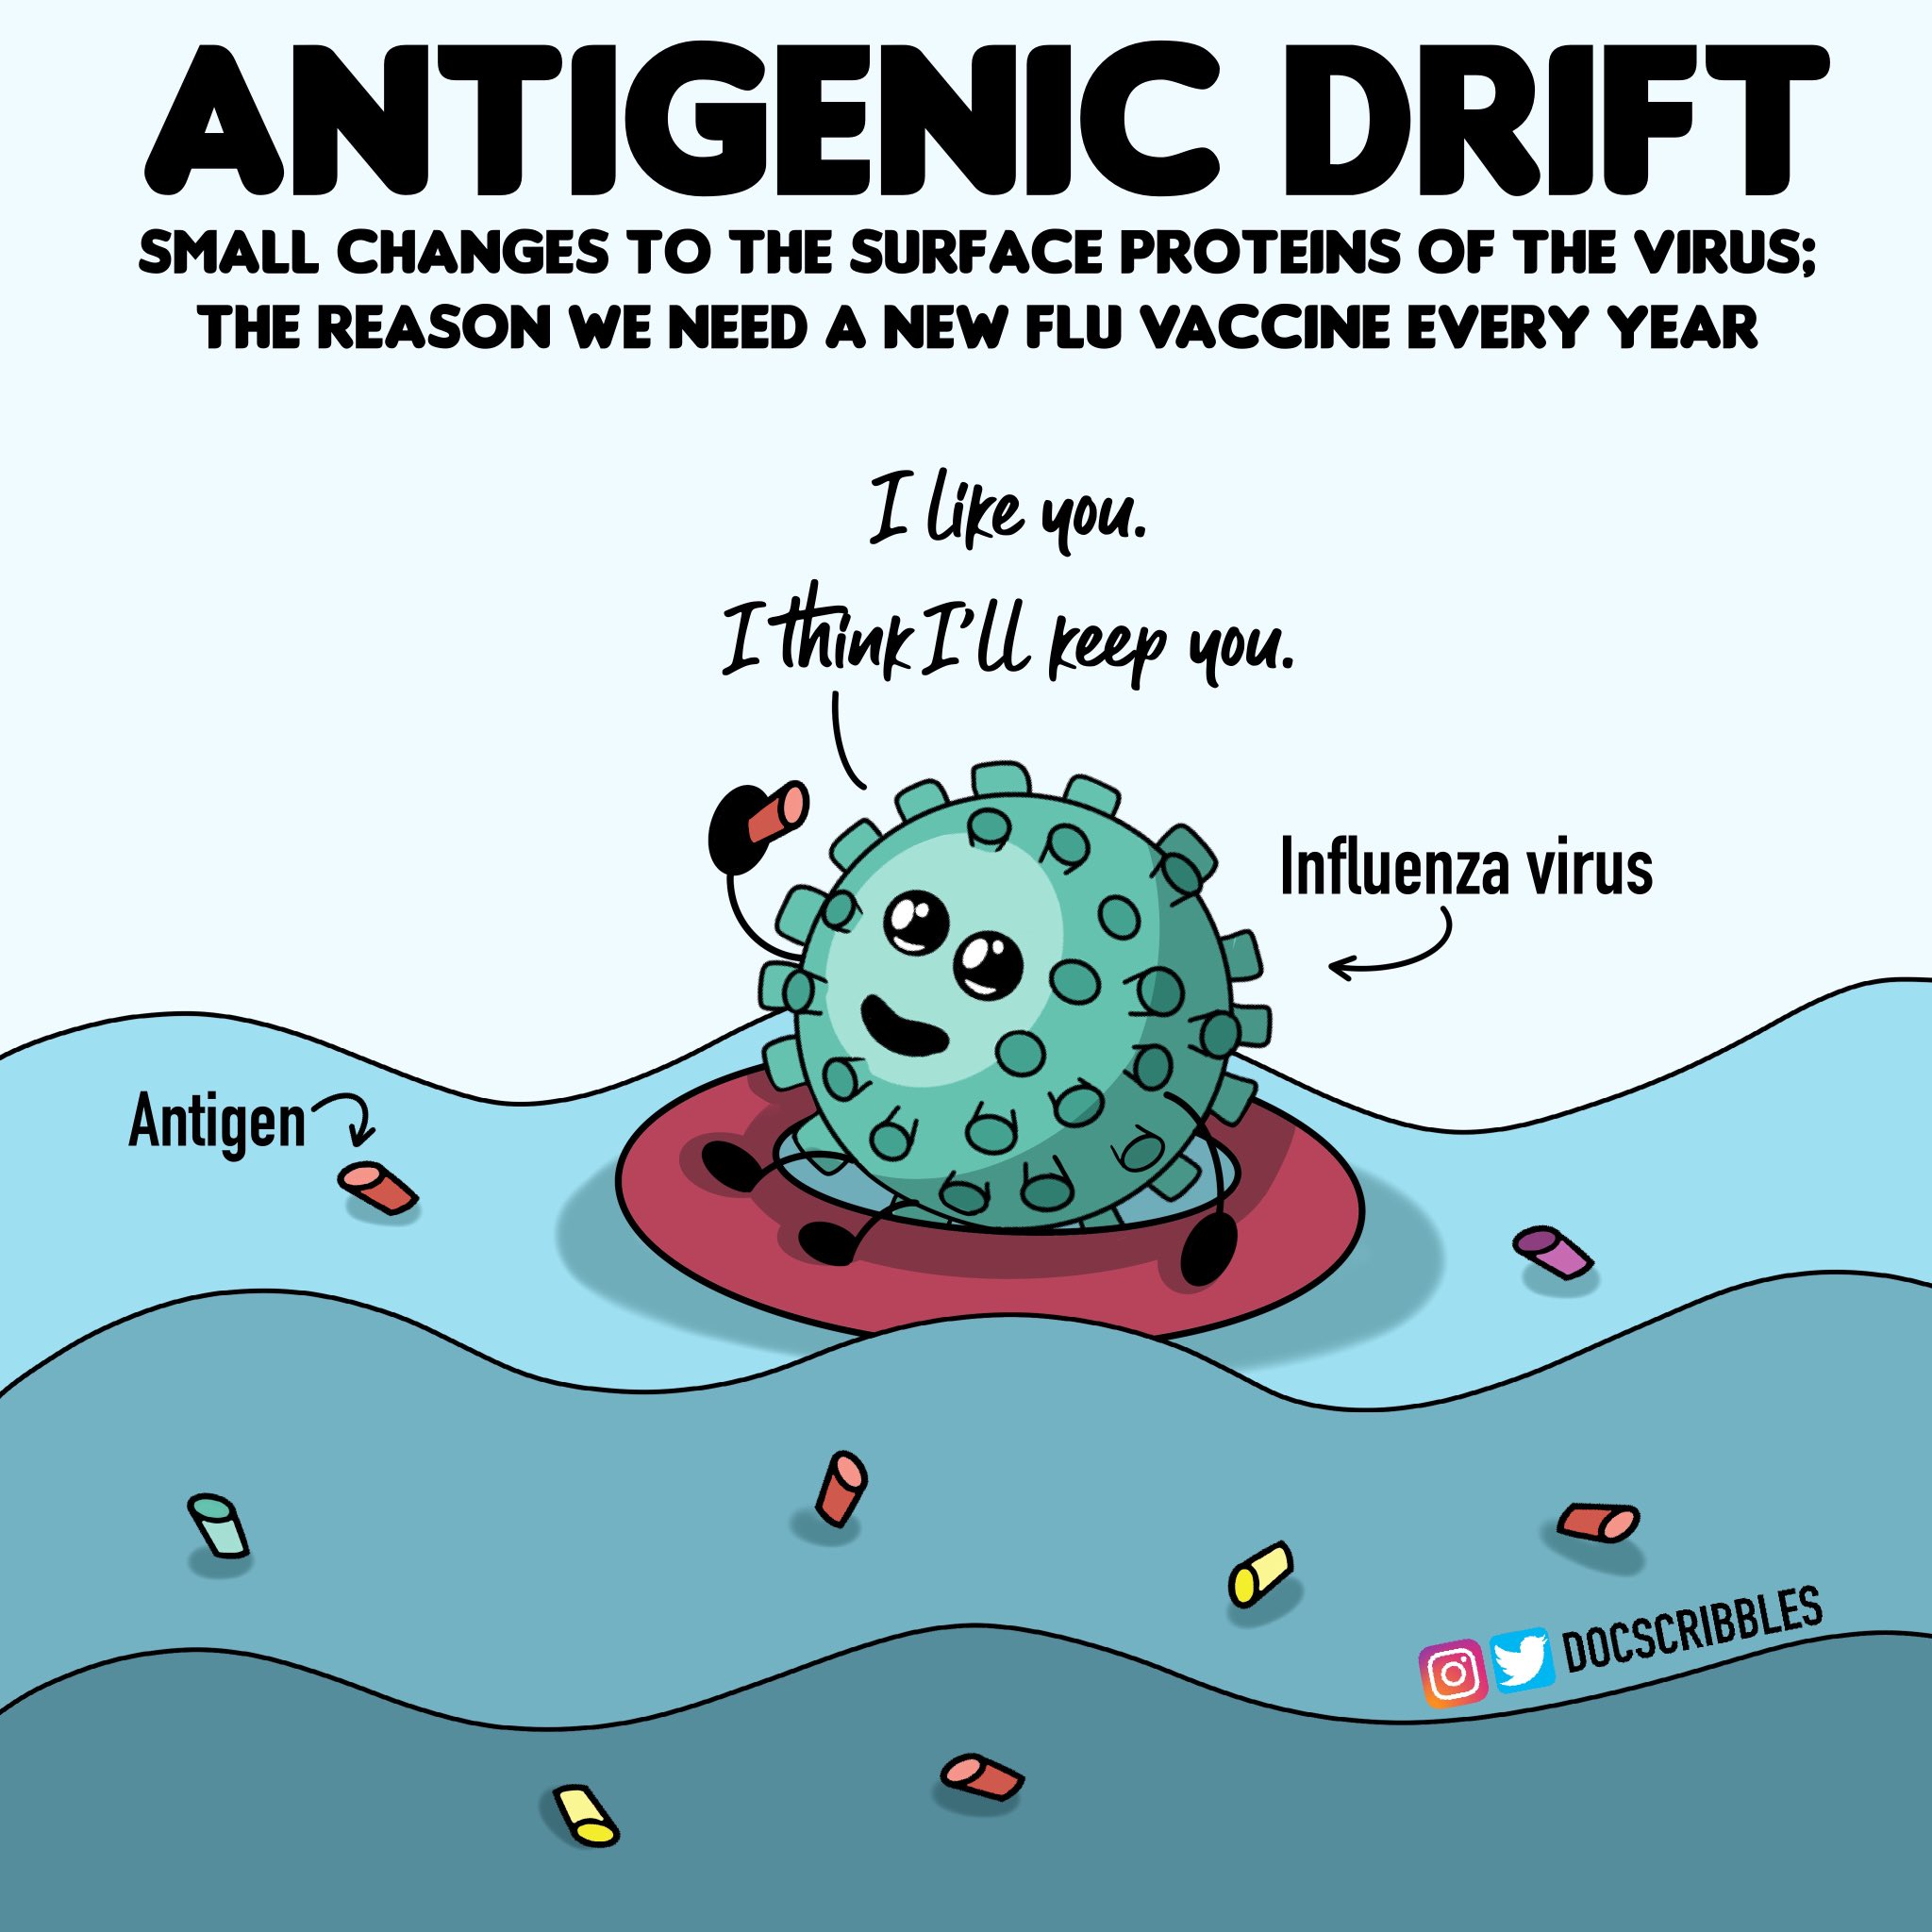 ANTIGENIC DRIFT
SMALL CHANGES TO THE SURFACE PROTEINS OF THE VIRUS;
THE REASON WE NEED A NEW FLU VACCINE EVERY YEAR
I like you.
I think I'll keep you.
Influenza virus
Antigen
DOCSCRIBBLES